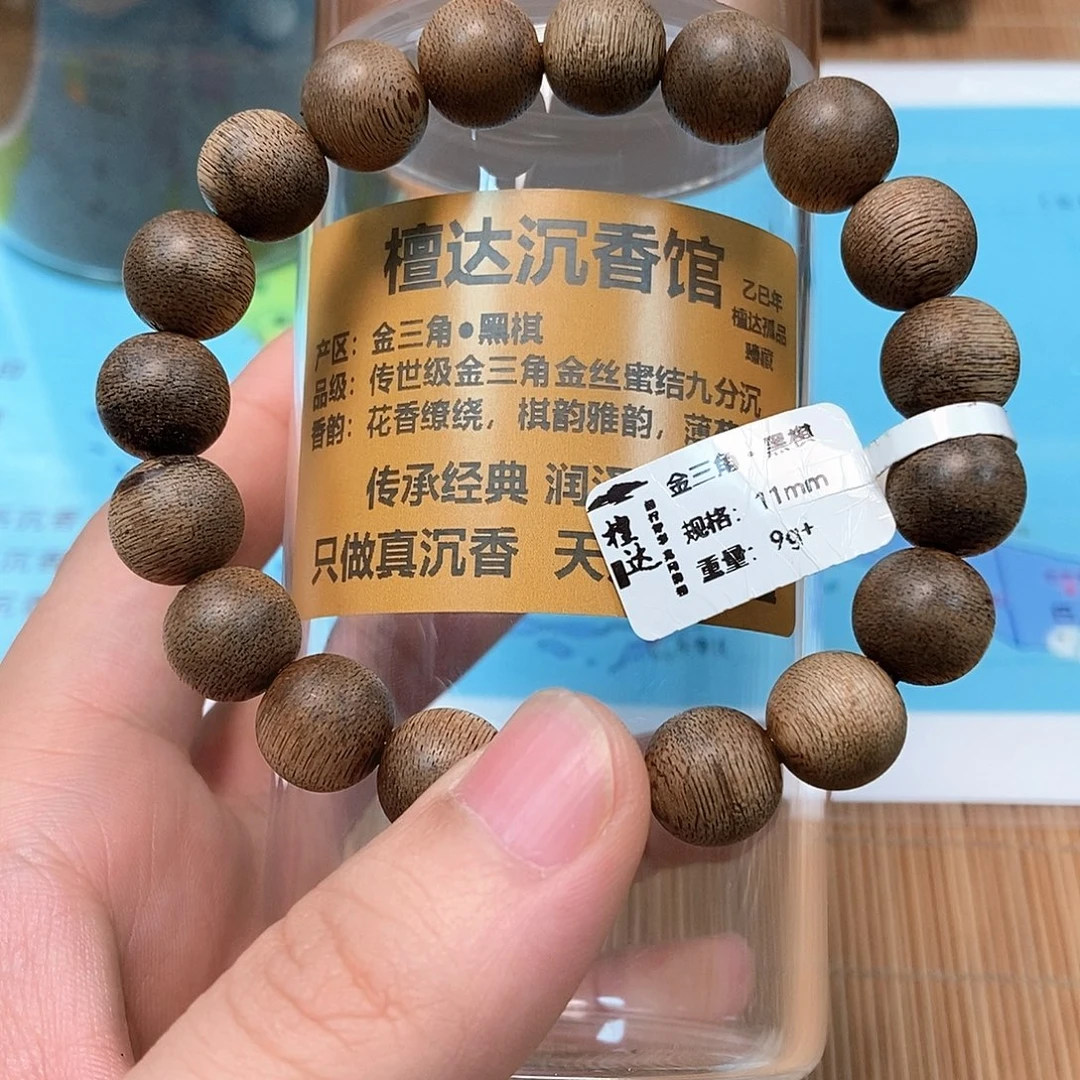 檀达沉香馆
乙巳年
檀达孤品
臻藏
产区：金三角●黑棋
品级：传世级金三角金丝蜜结九分沉
香韵：花香缭绕，棋韵雅韵，薄
传承经典 润
只做真沉香 天
檀达
金三角·黑棋
规格：11mm
重量：9g+